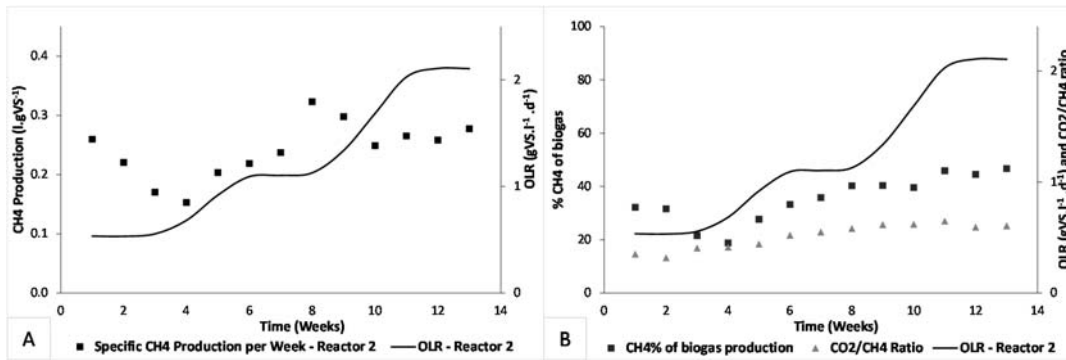 CH4 Production (l.gVS⁻¹)
0.4
0.3
0.2
0.1
0.0
2
1
0
OLR (gVS.l⁻¹ .d⁻¹)
0 2 4 6 8 10 12 14
Time (Weeks)
A
Specific CH4 Production per Week - Reactor 2
OLR - Reactor 2
% CH4 of biogas
100
80
60
40
20
0
2
1
0
OLR (gVS.l⁻¹ .d⁻¹) and CO2/CH4 ratio
0 2 4 6 8 10 12 14
Time (Weeks)
B
CH4% of biogas production
CO2/CH4 Ratio
OLR - Reactor 2